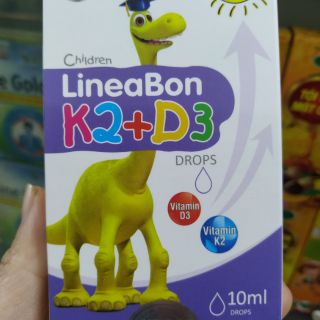 Children
LineaBon
K2+D3
DROPS
Vitamin
D3
Vitamin
K2
10ml
DROPS